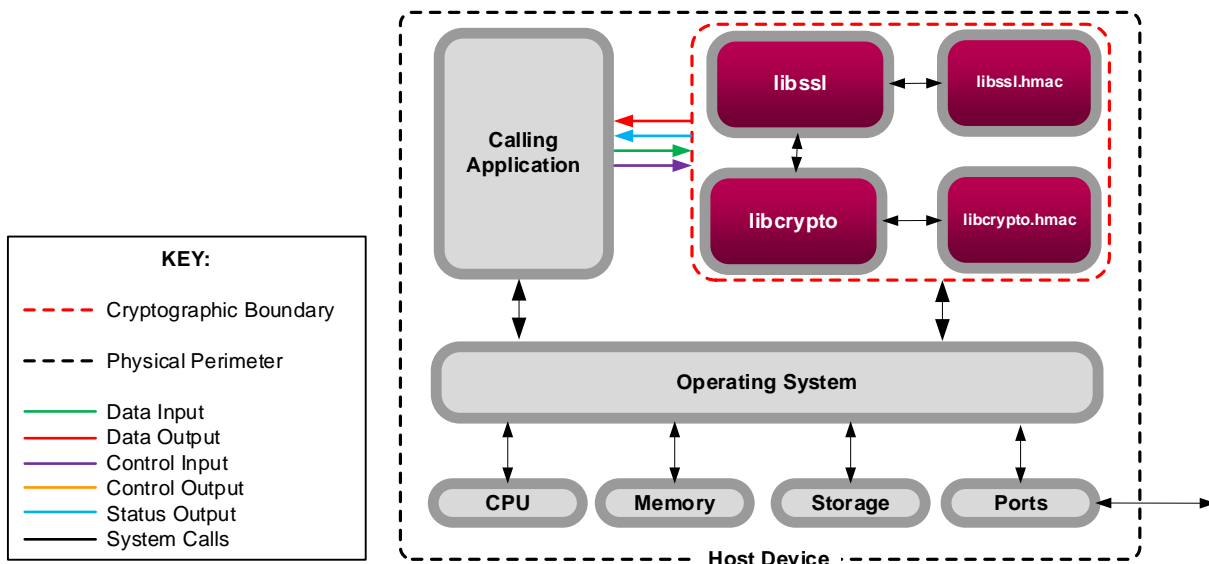 Calling
Application
libssl
libssl.hmac
libcrypto
libcrypto.hmac
KEY:
Cryptographic Boundary
Physical Perimeter
Data Input
Data Output
Control Input
Control Output
Status Output
System Calls
Operating System
CPU
Memory
Storage
Ports
Host Device